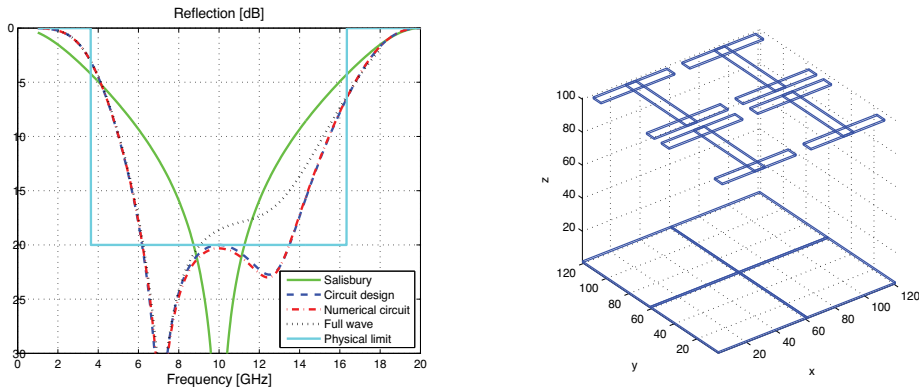 Reflection [dB]
0
5
10
15
20
25
30
0 2 4 6 8 10 12 14 16 18 20
Frequency [GHz]
Salisbury
Circuit design
Numerical circuit
Full wave
Physical limit
100
80
60
40
20
z
120
100
80
60
40
20
y
20
40
60
80
100
120
x